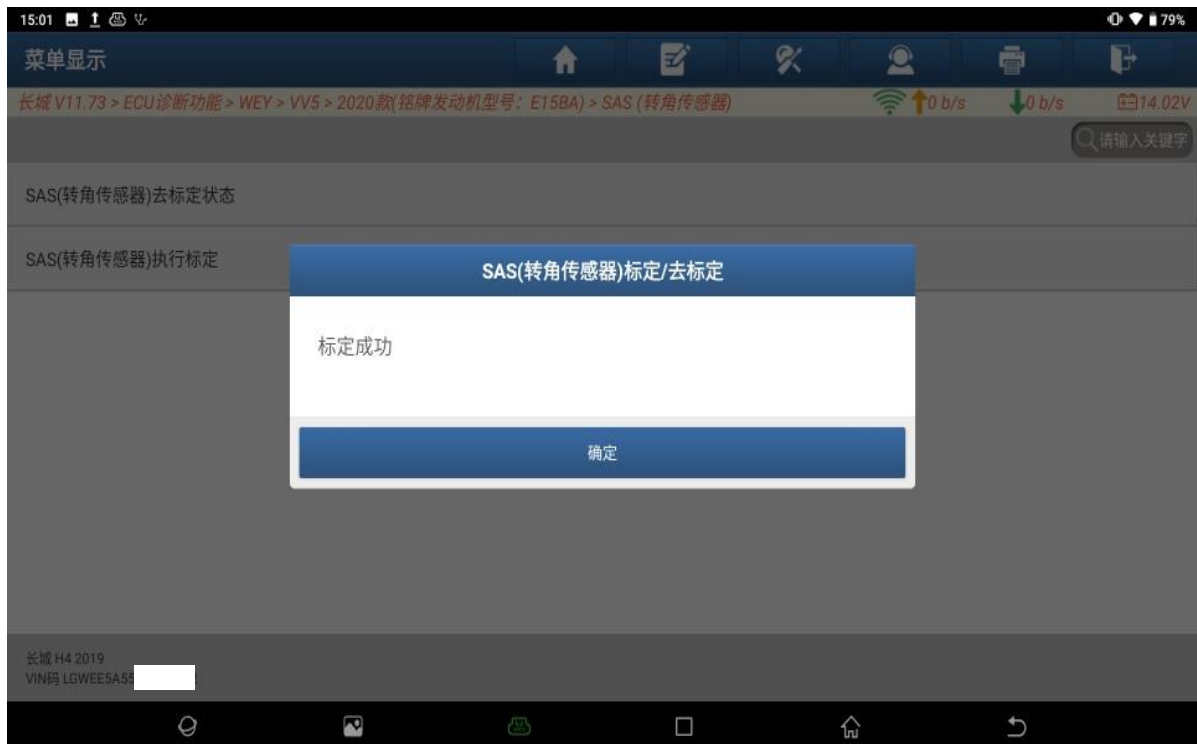 15:01
79%
菜单显示
长城 V11.73 > ECU诊断功能 > WEY > VV5 > 2020款(铭牌发动机型号：E15BA) > SAS (转角传感器)
0 b/s
0 b/s
14.02V
请输入关键字
SAS(转角传感器)去标定状态
SAS(转角传感器)执行标定
SAS(转角传感器)标定/去标定
标定成功
确定
长城 H4 2019
VIN码 LGWEE5A55